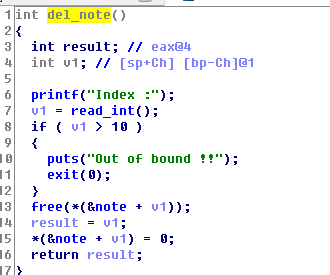 1 int del_note()
2 {
3 int result; // eax@4
4 int v1; // [sp+Ch] [bp-Ch]@1
5
6 printf("Index :");
7 v1 = read_int();
8 if ( v1 > 10 )
9 {
10 puts("Out of bound !!");
11 exit(0);
12 }
13 free(*(&note + v1));
14 result = v1;
15 *(&note + v1) = 0;
16 return result;
17 }